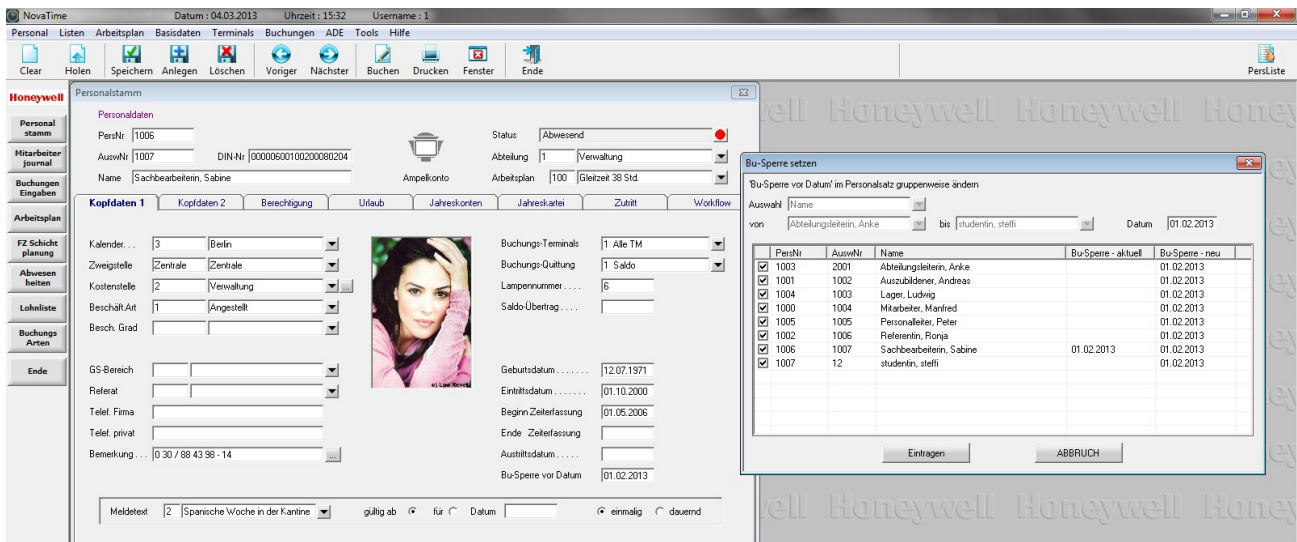 NovaTime Datum : 04.03.2013 Uhrzeit : 15:32 Username : 1
Personal Listen Arbeitsplan Basisdaten Terminals Buchungen ADE Tools Hilfe
Clear Holen Speichern Anlegen Löschen Voriger Nächster Buchen Drucken Fenster Ende PersListe
Honeywell
Personal stamm
Mitarbeiter journal
Buchungen Eingaben
Arbeitsplan
FZ Schicht planung
Abwesen heiten
Lohnliste
Buchungs Arten
Ende
Personalstamm
Personaldaten
PersNr 1006
AuswNr 1007 DIN-Nr 00000600100200080204
Name Sachbearbeiterin, Sabine
Ampelkonto
Status Abwesend
Abteilung 1 Verwaltung
Arbeitsplan 100 Gleitzeit 38 Std.
Kopfdaten 1 Kopfdaten 2 Berechtigung Urlaub Jahreskonten Jahreskartei Zutritt Workflow
Kalender. . . 3 Berlin
Zweigstelle Zentrale Zentrale
Kostenstelle 2 Verwaltung ...
Beschäft.Art 1 Angestellt
Besch. Grad
GS-Bereich
Referat
Telef. Firma
Telef. privat
Bemerkung . . . 0 30 / 88 43 98 - 14 ...
Buchungs-Terminals 1 Alle TM
Buchungs-Quittung 1 Saldo
Lampennummer . . . . 6
Saldo-Übertrag . . . .
Geburtsdatum . . . . . . . 12.07.1971
Eintrittsdatum . . . . . . . 01.10.2000
Beginn Zeiterfassung 01.05.2006
Ende Zeiterfassung
Austrittsdatum . . . . .
Bu-Sperre vor Datum 01.02.2013
Meldetext 2 Spanische Woche in der Kantine gültig ab für Datum einmalig dauernd
Bu-Sperre setzen
'Bu-Sperre vor Datum' im Personalsatz gruppenweise ändern
Auswahl Name
von Abteilungsleiterin, Anke bis studentin, steffi Datum 01.02.2013
PersNr AuswNr Name Bu-Sperre - aktuell Bu-Sperre - neu
1003 2001 Abteilungsleiterin, Anke 01.02.2013
1001 1002 Auszubildener, Andreas 01.02.2013
1004 1003 Lager, Ludwig 01.02.2013
1000 1004 Mitarbeiter, Manfred 01.02.2013
1005 1005 Personalleiter, Peter 01.02.2013
1002 1006 Referentin, Ronja 01.02.2013
1006 1007 Sachbearbeiterin, Sabine 01.02.2013 01.02.2013
1007 12 studentin, steffi 01.02.2013
Eintragen ABBRUCH
Honeywell Honeywell
Honeywell Honeywell